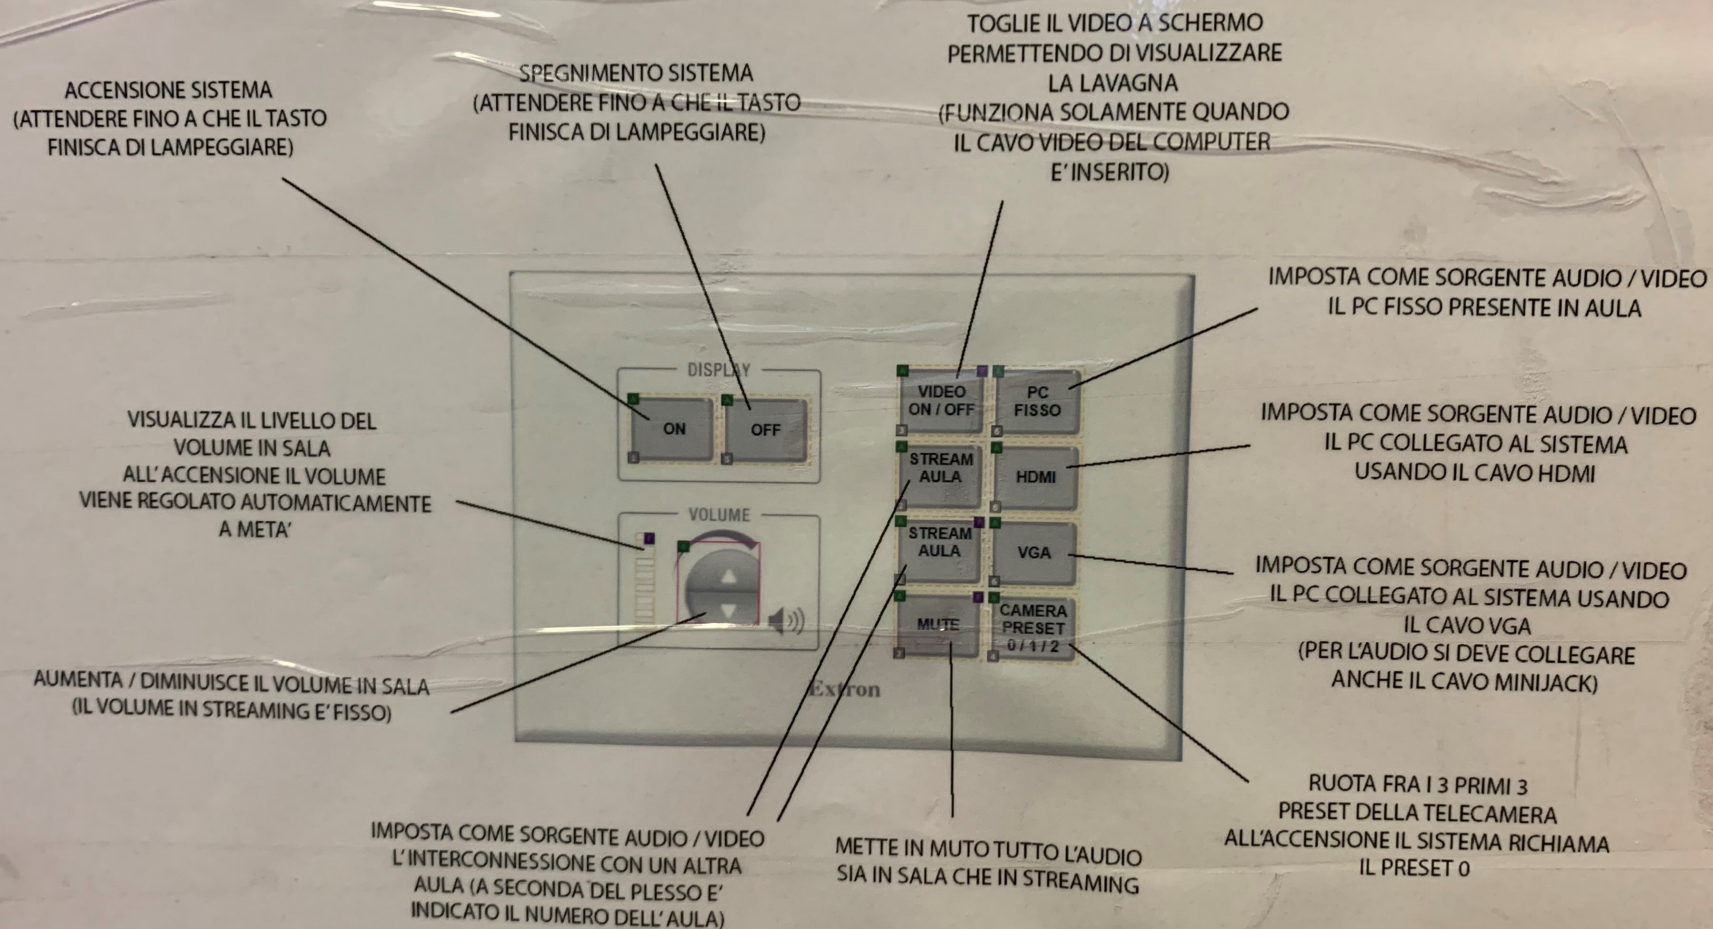 ACCENSIONE SISTEMA
(ATTENDERE FINO A CHE IL TASTO
FINISCA DI LAMPEGGIARE)
SPEGNIMENTO SISTEMA
(ATTENDERE FINO A CHE IL TASTO
FINISCA DI LAMPEGGIARE)
TOGLIE IL VIDEO A SCHERMO
PERMETTENDO DI VISUALIZZARE
LA LAVAGNA
(FUNZIONA SOLAMENTE QUANDO
IL CAVO VIDEO DEL COMPUTER
E' INSERITO)
IMPOSTA COME SORGENTE AUDIO / VIDEO
IL PC FISSO PRESENTE IN AULA
IMPOSTA COME SORGENTE AUDIO / VIDEO
IL PC COLLEGATO AL SISTEMA
USANDO IL CAVO HDMI
IMPOSTA COME SORGENTE AUDIO / VIDEO
IL PC COLLEGATO AL SISTEMA USANDO
IL CAVO VGA
(PER L'AUDIO SI DEVE COLLEGARE
ANCHE IL CAVO MINIJACK)
VISUALIZZA IL LIVELLO DEL
VOLUME IN SALA
ALL'ACCENSIONE IL VOLUME
VIENE REGOLATO AUTOMATICAMENTE
A META'
AUMENTA / DIMINUISCE IL VOLUME IN SALA
(IL VOLUME IN STREAMING E' FISSO)
DISPLAY
ON
OFF
VOLUME
VIDEO
ON / OFF
PC
FISSO
STREAM
AULA
HDMI
STREAM
AULA
VGA
MUTE
CAMERA
PRESET
0 / 1 / 2
Extron
IMPOSTA COME SORGENTE AUDIO / VIDEO
L'INTERCONNESSIONE CON UN ALTRA
AULA (A SECONDA DEL PLESSO E'
INDICATO IL NUMERO DELL' AULA)
METTE IN MUTO TUTTO L'AUDIO
SIA IN SALA CHE IN STREAMING
RUOTA FRA I 3 PRIMI 3
PRESET DELLA TELECAMERA
ALL'ACCENSIONE IL SISTEMA RICHIAMA
IL PRESET 0